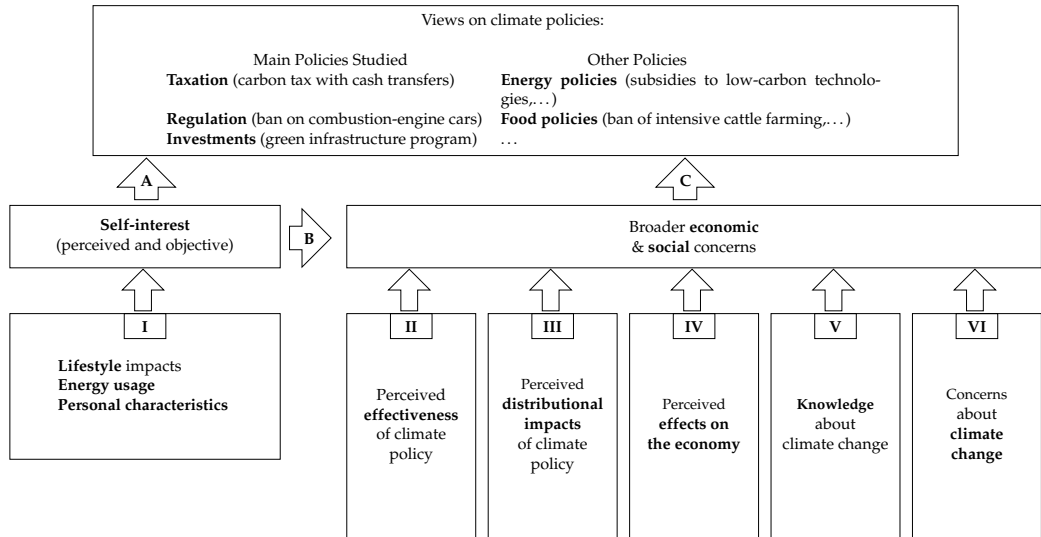 Views on climate policies:
Main Policies Studied
Other Policies
Taxation (carbon tax with cash transfers)
Energy policies (subsidies to low-carbon technolo-
gies,...)
Regulation (ban on combustion-engine cars)
Food policies (ban of intensive cattle farming,...)
Investments (green infrastructure program)
...
A
C
Self-interest
(perceived and objective)
B
Broader economic
& social concerns
I
Lifestyle impacts
Energy usage
Personal characteristics
II
Perceived
effectiveness
of climate
policy
III
Perceived
distributional
impacts
of climate
policy
IV
Perceived
effects on
the economy
V
Knowledge
about
climate change
VI
Concerns
about
climate
change